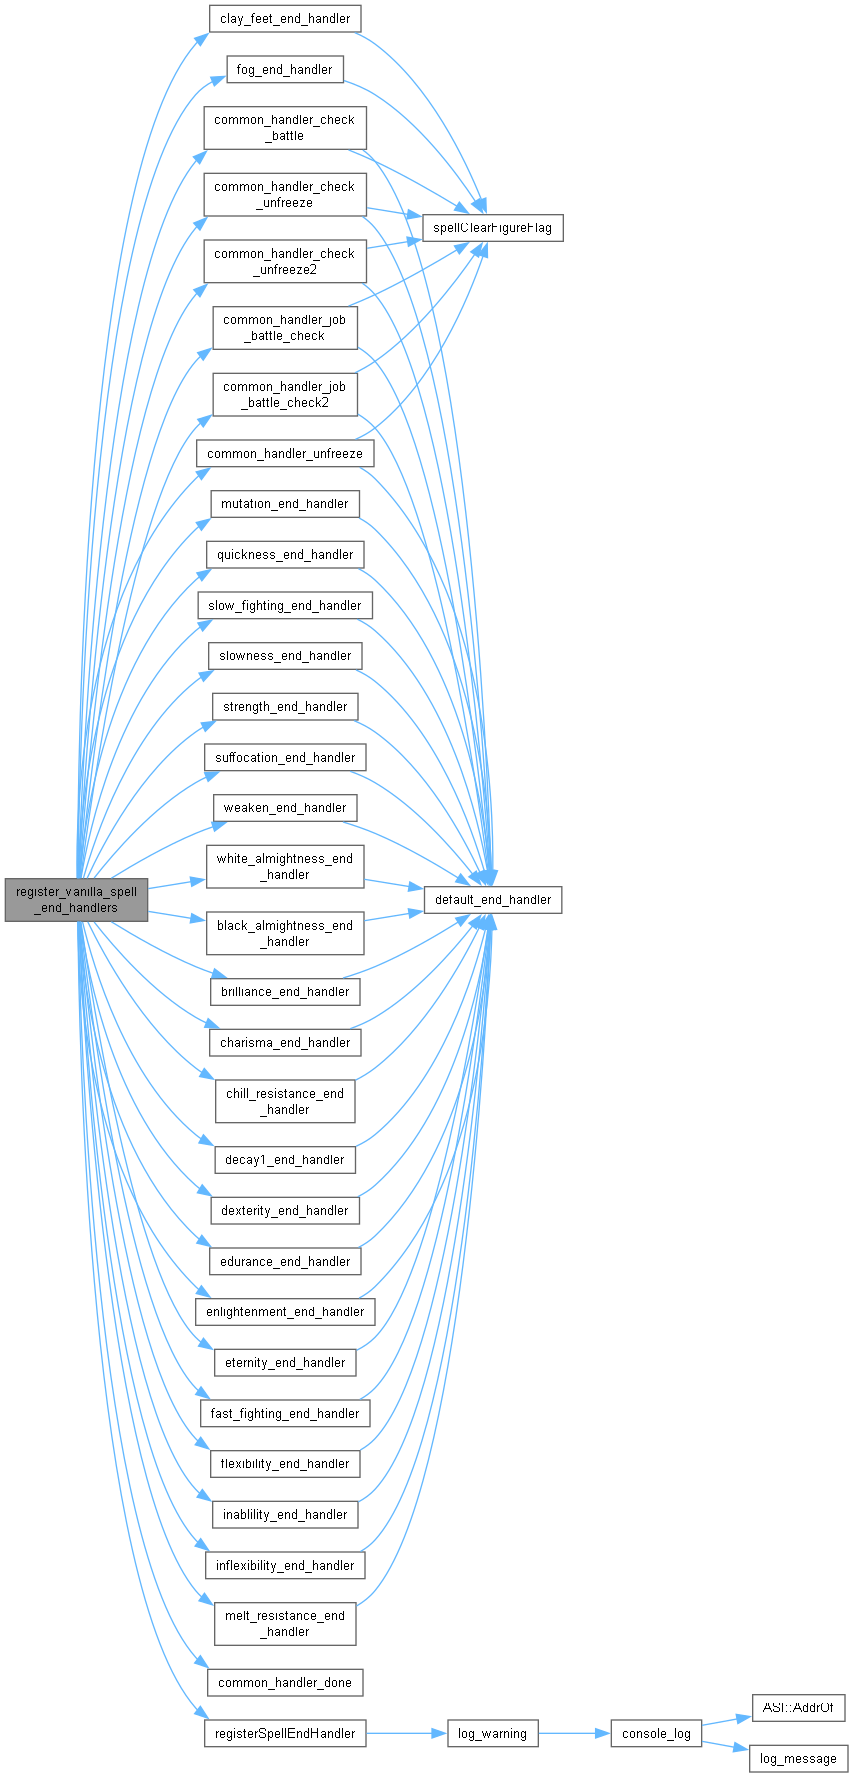 clay_feet_end_handler
fog_end_handler
common_handler_check
_battle
common_handler_check
_unfreeze
common_handler_check
_unfreeze2
common_handler_job
_battle_check
common_handler_job
_battle_check2
common_handler_unfreeze
mutation_end_handler
quickness_end_handler
slow_fighting_end_handler
slowness_end_handler
strength_end_handler
suffocation_end_handler
weaken_end_handler
white_almightness_end
_handler
black_almightness_end
_handler
brilliance_end_handler
charisma_end_handler
chill_resistance_end
_handler
decay1_end_handler
dexterity_end_handler
edurance_end_handler
enlightenment_end_handler
eternity_end_handler
fast_fighting_end_handler
flexibility_end_handler
inablility_end_handler
inflexibility_end_handler
melt_resistance_end
_handler
common_handler_done
registerSpellEndHandler
register_vanilla_spell
_end_handlers
spellClearFigureFlag
default_end_handler
log_warning
console_log
ASI::AddrOf
log_message